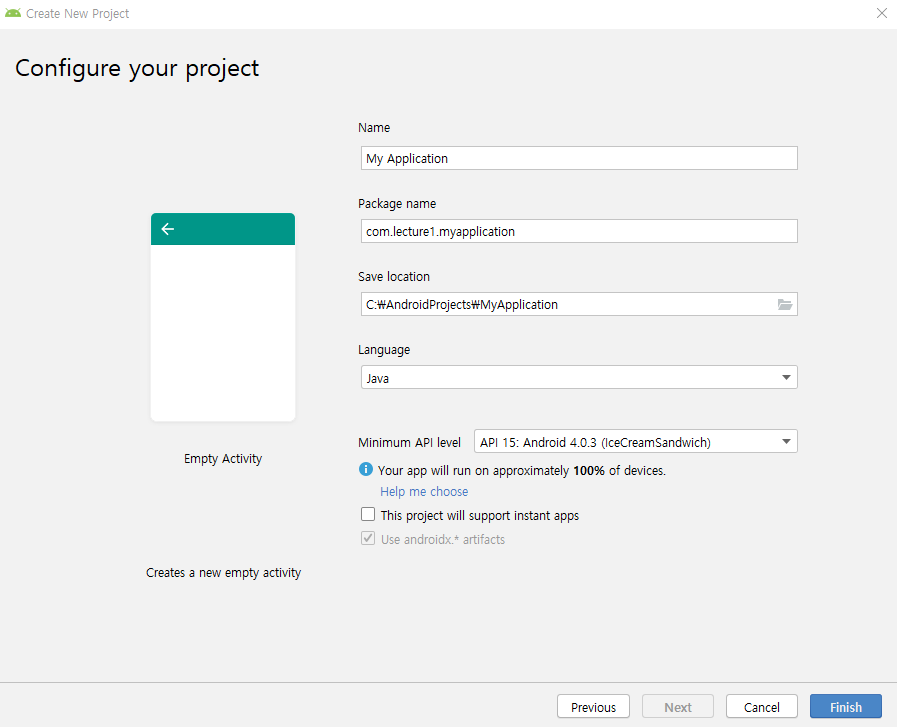 Create New Project
Configure your project
Name
My Application
Package name
com.lecture1.myapplication
Save location
C:₩AndroidProjects₩MyApplication
Language
Java
Minimum API level
API 15: Android 4.0.3 (IceCreamSandwich)
Your app will run on approximately 100% of devices.
Help me choose
This project will support instant apps
Use androidx.* artifacts
Empty Activity
Creates a new empty activity
Previous
Next
Cancel
Finish